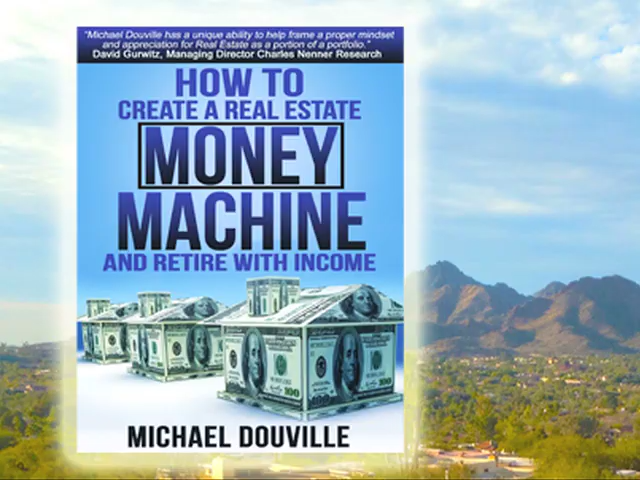 "Michael Douville has a unique ability to help frame a proper mindset
and appreciation for Real Estate as a portion of a portfolio."
David Gurwitz, Managing Director Charles Nenner Research
HOW TO
CREATE A REAL ESTATE
MONEY
MACHINE
AND RETIRE WITH INCOME
100
100
MICHAEL DOUVILLE